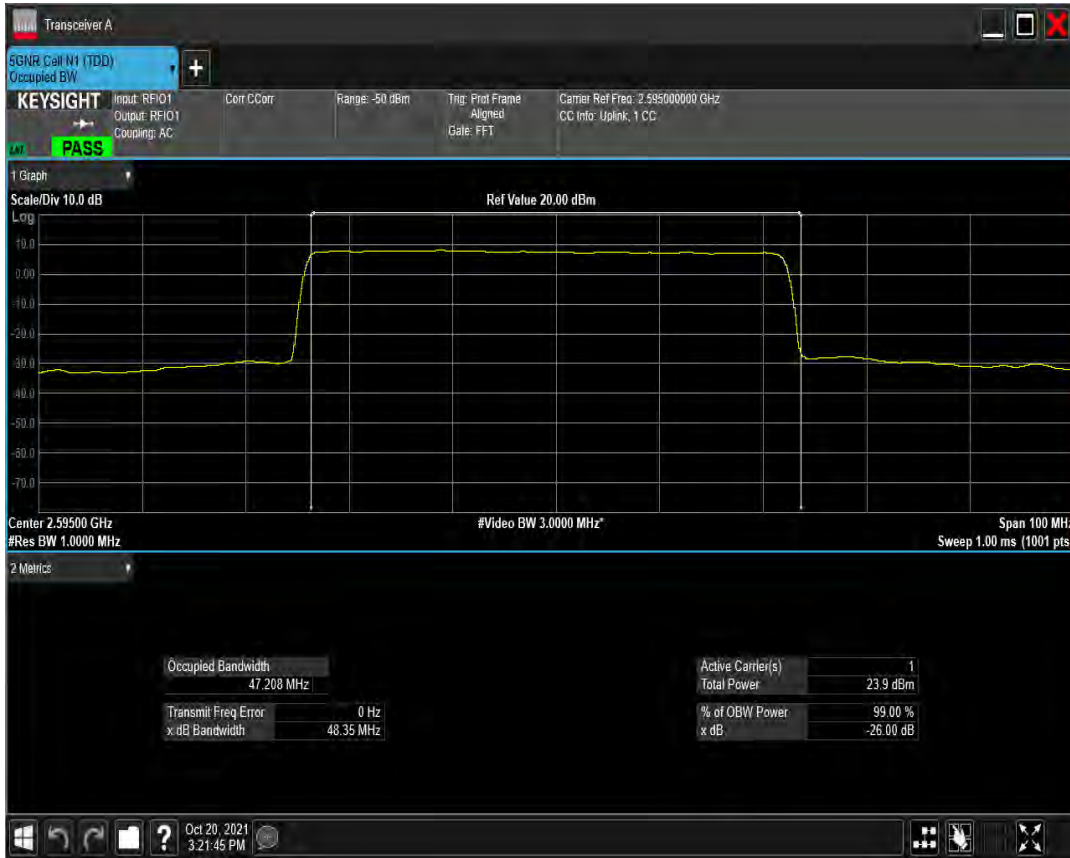 Transceiver A
5GNR Cell N1 (TDD)
Occupied BW
+
KEYSIGHT
PASS
Input: RFIO1
Output: RFIO1
Coupling: AC
Corr CCorr
Range: -50 dBm
Trig: Prot Frame
Aligned
Gate: FFT
Carrier Ref Freq: 2.595000000 GHz
CC Info: Uplink, 1 CC
1 Graph
Scale/Div 10.0 dB
Ref Value 20.00 dBm
Log
10.0
0.00
-10.0
-20.0
-30.0
-40.0
-50.0
-60.0
-70.0
Center 2.59500 GHz
#Video BW 3.0000 MHz*
Span 100 MHz
#Res BW 1.0000 MHz
Sweep 1.00 ms (1001 pts
2 Metrics
Occupied Bandwidth
47.208 MHz
Transmit Freq Error 0 Hz
x dB Bandwidth 48.35 MHz
Active Carrier(s) 1
Total Power 23.9 dBm
% of OBW Power 99.00 %
x dB -26.00 dB
?
Oct 20, 2021
3:21:45 PM